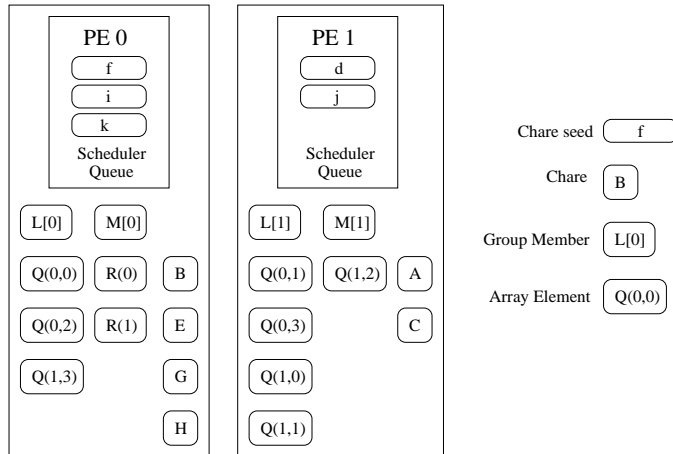 PE 0
f
i
k
Scheduler
Queue
L[0] M[0]
Q(0,0) R(0) B
Q(0,2) R(1) E
Q(1,3) G
H
PE 1
d
j
Scheduler
Queue
L[1] M[1]
Q(0,1) Q(1,2) A
Q(0,3) C
Q(1,0)
Q(1,1)
Chare seed f
Chare B
Group Member L[0]
Array Element Q(0,0)